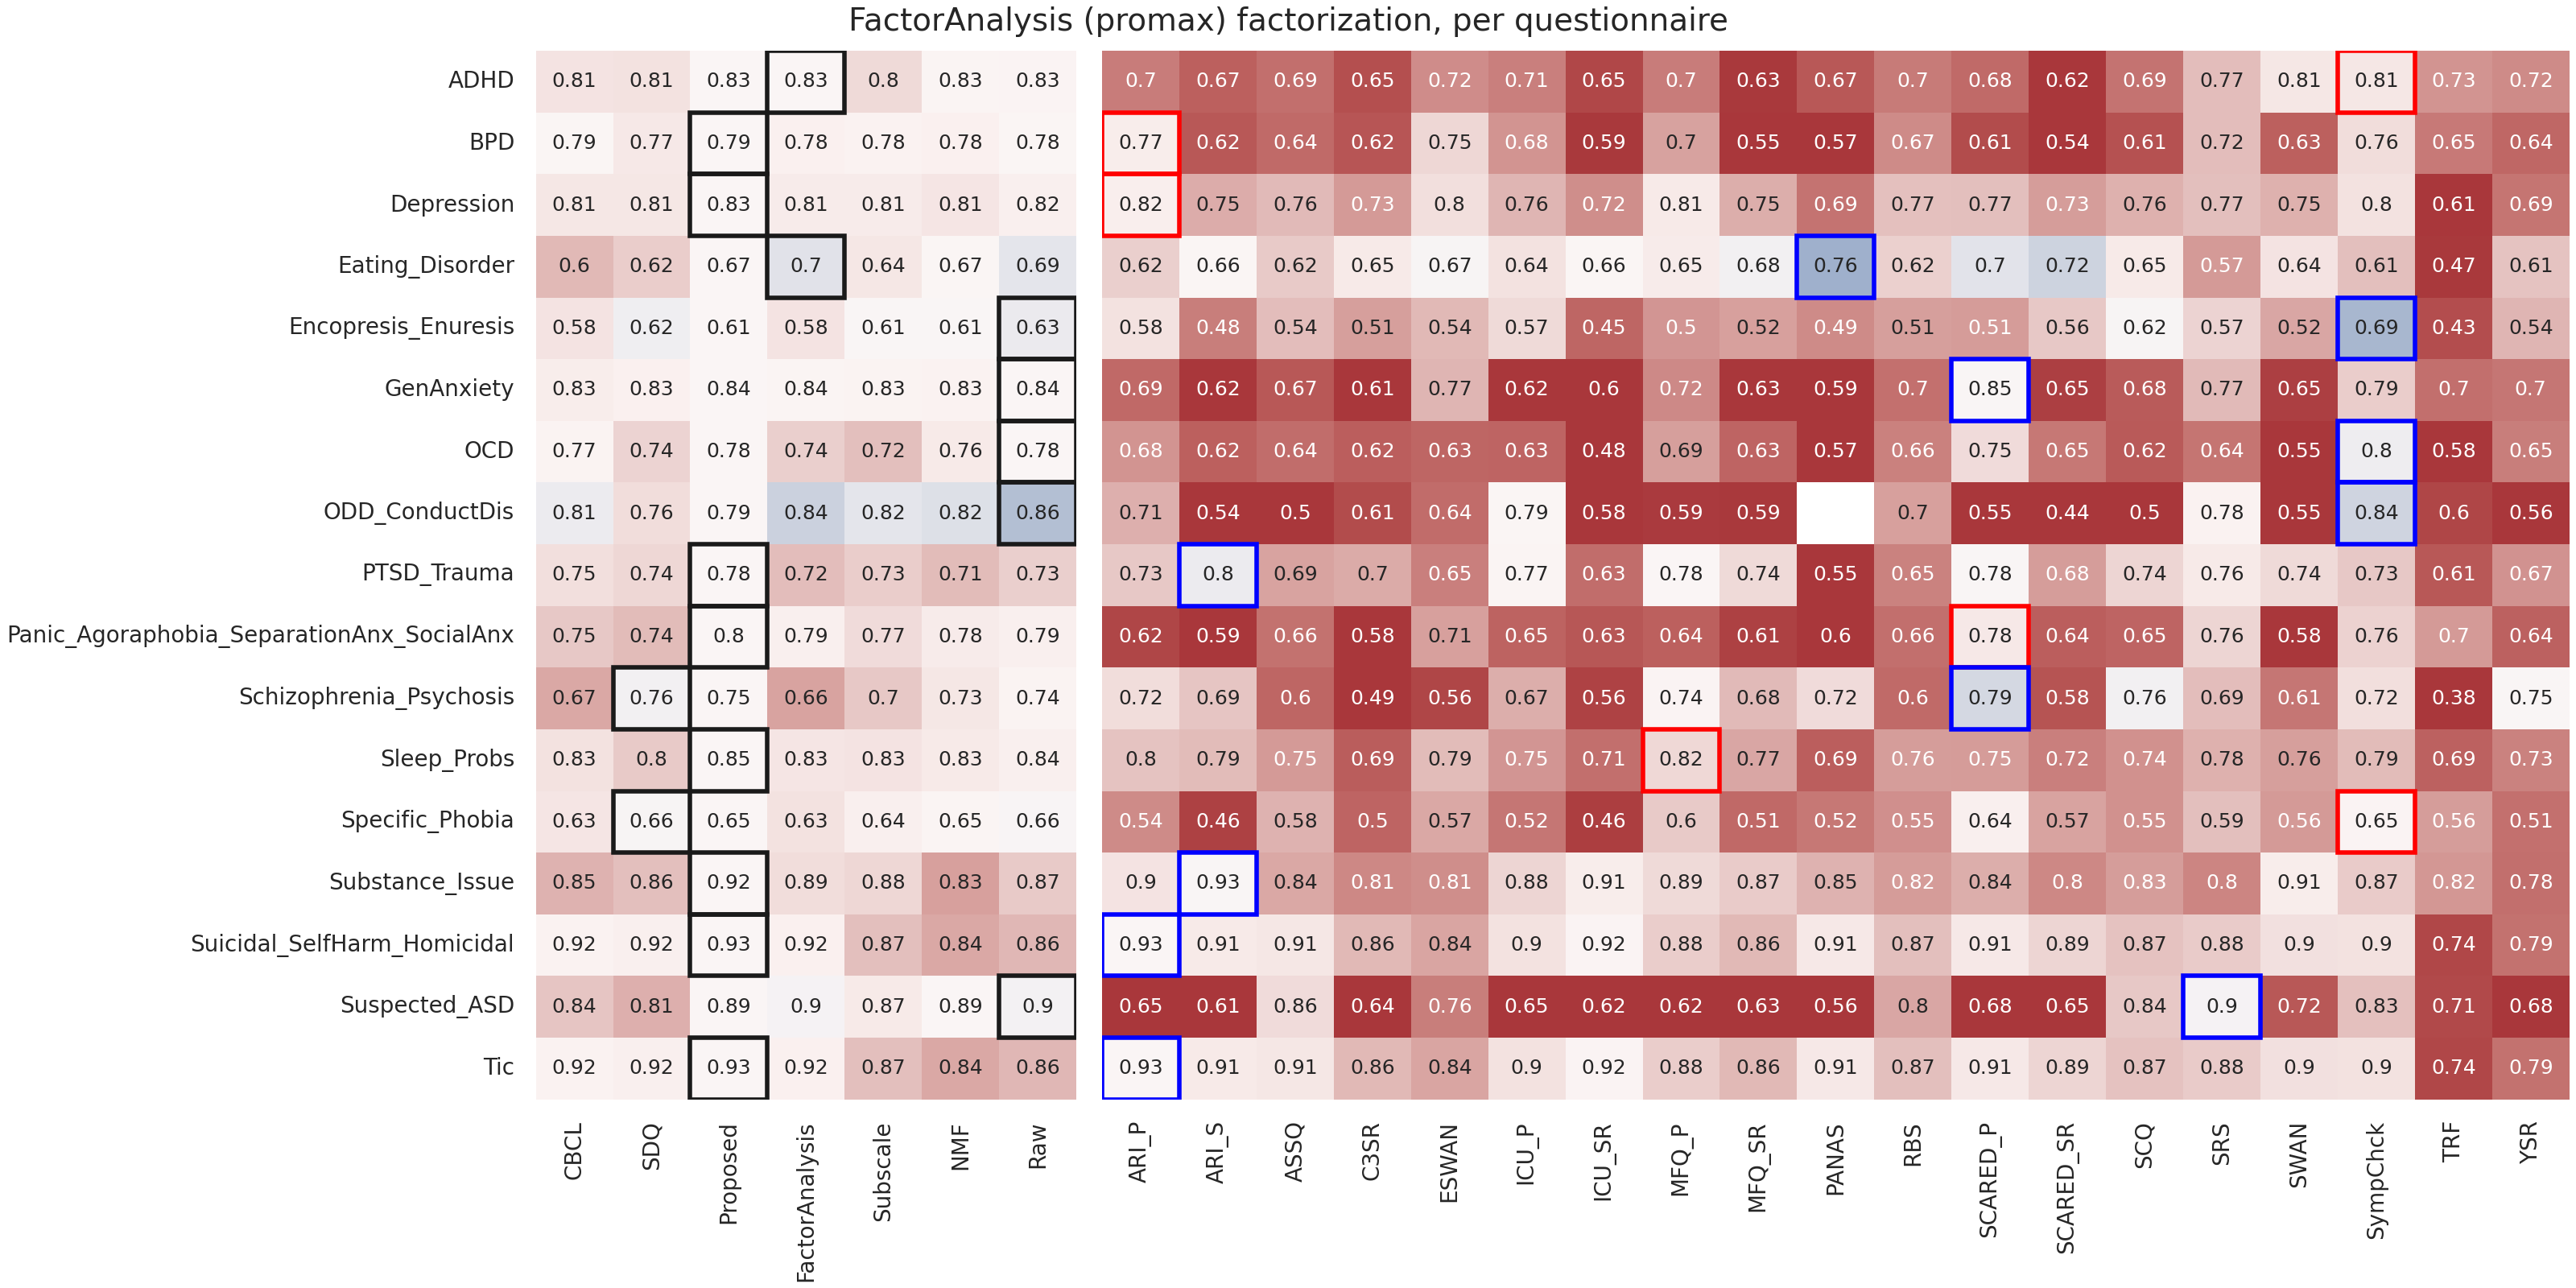 FactorAnalysis (promax) factorization, per questionnaire
ADHD 0.81 0.81 0.83 0.83 0.8 0.83 0.83 0.7 0.67 0.69 0.65 0.72 0.71 0.65 0.7 0.63 0.67 0.7 0.68 0.62 0.69 0.77 0.81 0.81 0.73 0.72
BPD 0.79 0.77 0.79 0.78 0.78 0.78 0.78 0.77 0.62 0.64 0.62 0.75 0.68 0.59 0.7 0.55 0.57 0.67 0.61 0.54 0.61 0.72 0.63 0.76 0.65 0.64
Depression 0.81 0.81 0.83 0.81 0.81 0.81 0.82 0.82 0.75 0.76 0.73 0.8 0.76 0.72 0.81 0.75 0.69 0.77 0.77 0.73 0.76 0.77 0.75 0.8 0.61 0.69
Eating_Disorder 0.6 0.62 0.67 0.7 0.64 0.67 0.69 0.62 0.66 0.62 0.65 0.67 0.64 0.66 0.65 0.68 0.76 0.62 0.7 0.72 0.65 0.57 0.64 0.61 0.47 0.61
Encopresis_Enuresis 0.58 0.62 0.61 0.58 0.61 0.61 0.63 0.58 0.48 0.54 0.51 0.54 0.57 0.45 0.5 0.52 0.49 0.51 0.51 0.56 0.62 0.57 0.52 0.69 0.43 0.54
GenAnxiety 0.83 0.83 0.84 0.84 0.83 0.83 0.84 0.69 0.62 0.67 0.61 0.77 0.62 0.6 0.72 0.63 0.59 0.7 0.85 0.65 0.68 0.77 0.65 0.79 0.7 0.7
OCD 0.77 0.74 0.78 0.74 0.72 0.76 0.78 0.68 0.62 0.64 0.62 0.63 0.63 0.48 0.69 0.63 0.57 0.66 0.75 0.65 0.62 0.64 0.55 0.8 0.58 0.65
ODD_ConductDis 0.81 0.76 0.79 0.84 0.82 0.82 0.86 0.71 0.54 0.5 0.61 0.64 0.79 0.58 0.59 0.59 0.7 0.55 0.44 0.5 0.78 0.55 0.84 0.6 0.56
PTSD_Trauma 0.75 0.74 0.78 0.72 0.73 0.71 0.73 0.73 0.8 0.69 0.7 0.65 0.77 0.63 0.78 0.74 0.55 0.65 0.78 0.68 0.74 0.76 0.74 0.73 0.61 0.67
Panic_Agoraphobia_SeparationAnx_SocialAnx 0.75 0.74 0.8 0.79 0.77 0.78 0.79 0.62 0.59 0.66 0.58 0.71 0.65 0.63 0.64 0.61 0.6 0.66 0.78 0.64 0.65 0.76 0.58 0.76 0.7 0.64
Schizophrenia_Psychosis 0.67 0.76 0.75 0.66 0.7 0.73 0.74 0.72 0.69 0.6 0.49 0.56 0.67 0.56 0.74 0.68 0.72 0.6 0.79 0.58 0.76 0.69 0.61 0.72 0.38 0.75
Sleep_Probs 0.83 0.8 0.85 0.83 0.83 0.83 0.84 0.8 0.79 0.75 0.69 0.79 0.75 0.71 0.82 0.77 0.69 0.76 0.75 0.72 0.74 0.78 0.76 0.79 0.69 0.73
Specific_Phobia 0.63 0.66 0.65 0.63 0.64 0.65 0.66 0.54 0.46 0.58 0.5 0.57 0.52 0.46 0.6 0.51 0.52 0.55 0.64 0.57 0.55 0.59 0.56 0.65 0.56 0.51
Substance_Issue 0.85 0.86 0.92 0.89 0.88 0.83 0.87 0.9 0.93 0.84 0.81 0.81 0.88 0.91 0.89 0.87 0.85 0.82 0.84 0.8 0.83 0.8 0.91 0.87 0.82 0.78
Suicidal_SelfHarm_Homicidal 0.92 0.92 0.93 0.92 0.87 0.84 0.86 0.93 0.91 0.91 0.86 0.84 0.9 0.92 0.88 0.86 0.91 0.87 0.91 0.89 0.87 0.88 0.9 0.9 0.74 0.79
Suspected_ASD 0.84 0.81 0.89 0.9 0.87 0.89 0.9 0.65 0.61 0.86 0.64 0.76 0.65 0.62 0.62 0.63 0.56 0.8 0.68 0.65 0.84 0.9 0.72 0.83 0.71 0.68
Tic 0.92 0.92 0.93 0.92 0.87 0.84 0.86 0.93 0.91 0.91 0.86 0.84 0.9 0.92 0.88 0.86 0.91 0.87 0.91 0.89 0.87 0.88 0.9 0.9 0.74 0.79
CBCL SDQ Proposed FactorAnalysis Subscale NMF Raw ARI_P ARI_S ASSQ C3SR ESWAN ICU_P ICU_SR MFQ_P MFQ_SR PANAS RBS SCARED_P SCARED_SR SCQ SRS SWAN SympChck TRF YSR